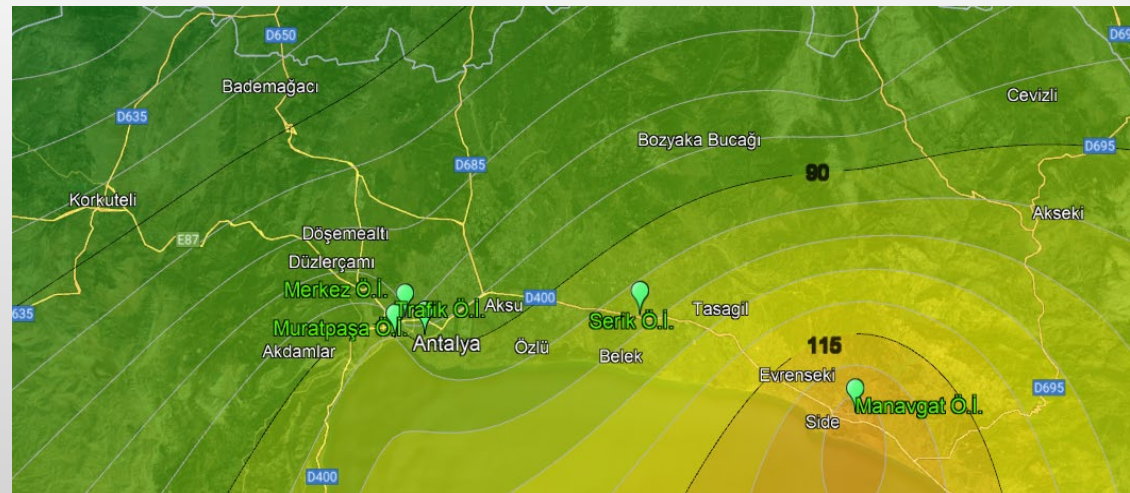 D650
D69
Bademağacı
Cevizli
D635
Bozyaka Bucağı
D695
D685
90
Korkuteli
Akseki
Döşemealtı
E87
Düzlerçamı
Merkez Ö.İ.
D400
Trafik Ö.İ.
Aksu
635
Muratpaşa Ö.İ.
Serik Ö.İ.
Tasagil
Antalya
Akdamlar
Özlü
Belek
115
Evrenseki
D695
Manavgat Ö.İ.
Side
D400